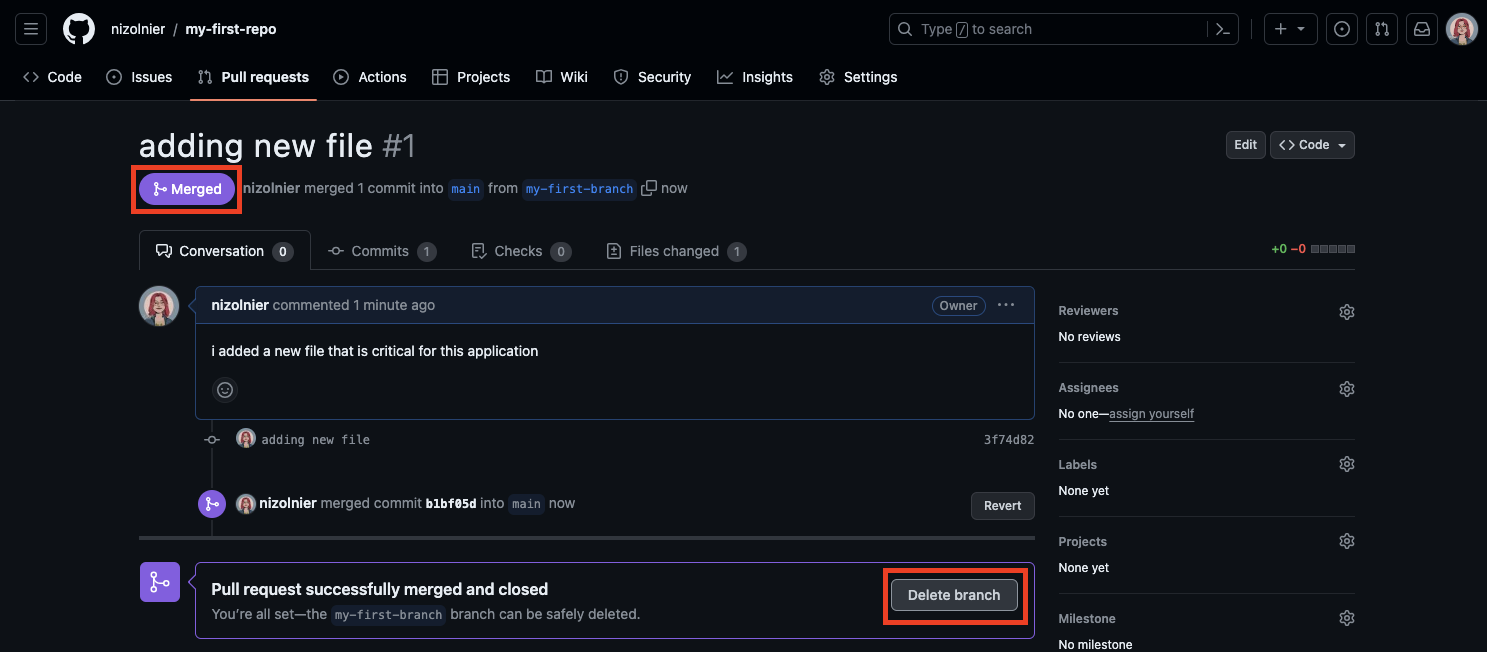 nizolnier / my-first-repo
Type / to search
Code Issues Pull requests Actions Projects Wiki Security Insights Settings
adding new file #1
Edit
Code
Merged
nizolnier merged 1 commit into main from my-first-branch now
Conversation 0 Commits 1 Checks 0 Files changed 1
+0 −0
nizolnier commented 1 minute ago
Owner
i added a new file that is critical for this application
adding new file
3f74d82
nizolnier merged commit b1bf05d into main now
Revert
Pull request successfully merged and closed
You’re all set—the my-first-branch branch can be safely deleted.
Delete branch
Reviewers
No reviews
Assignees
No one—assign yourself
Labels
None yet
Projects
None yet
Milestone
No milestone